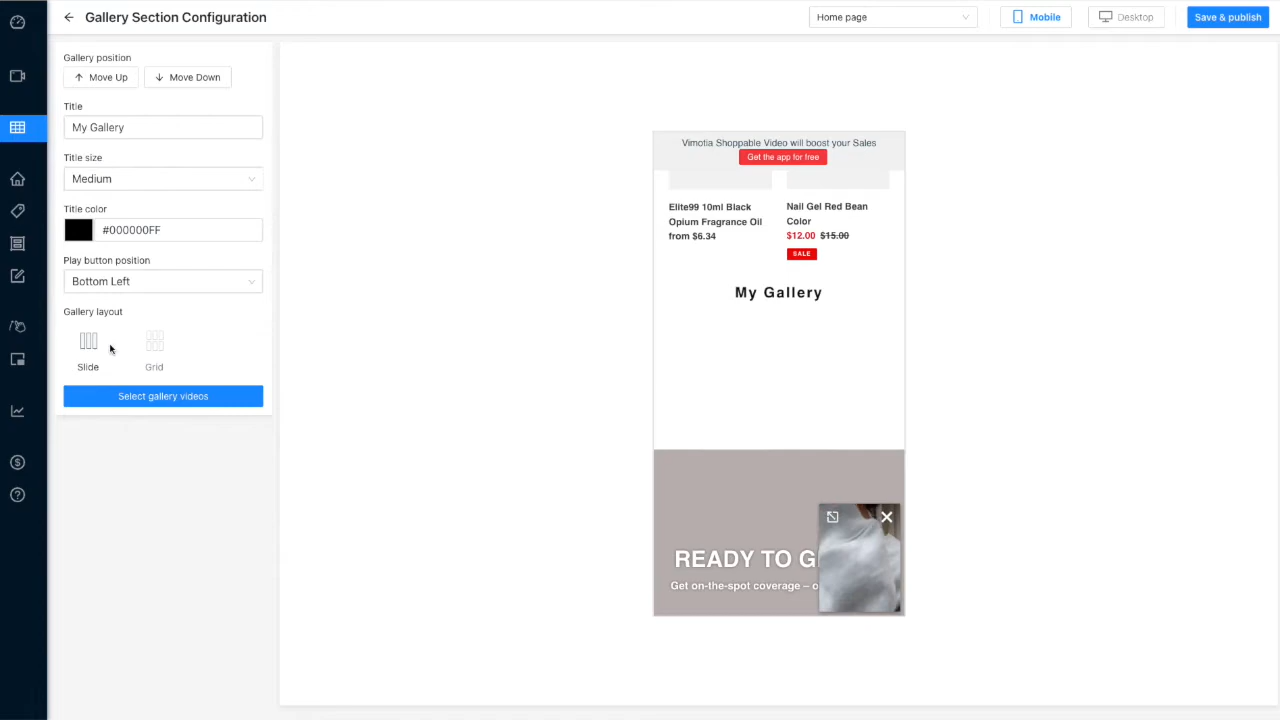 Gallery Section Configuration
Home page
Mobile
Desktop
Save & publish
Gallery position
Move Up
Move Down
Title
My Gallery
Title size
Medium
Title color
#000000FF
Play button position
Bottom Left
Gallery layout
Slide
Grid
Select gallery videos
Vimotia Shoppable Video will boost your Sales
Get the app for free
Elite99 10ml Black
Opium Fragrance Oil
from $6.34
Nail Gel Red Bean
Color
$12.00 $15.00
SALE
My Gallery
READY TO G
Get on-the-spot coverage – o